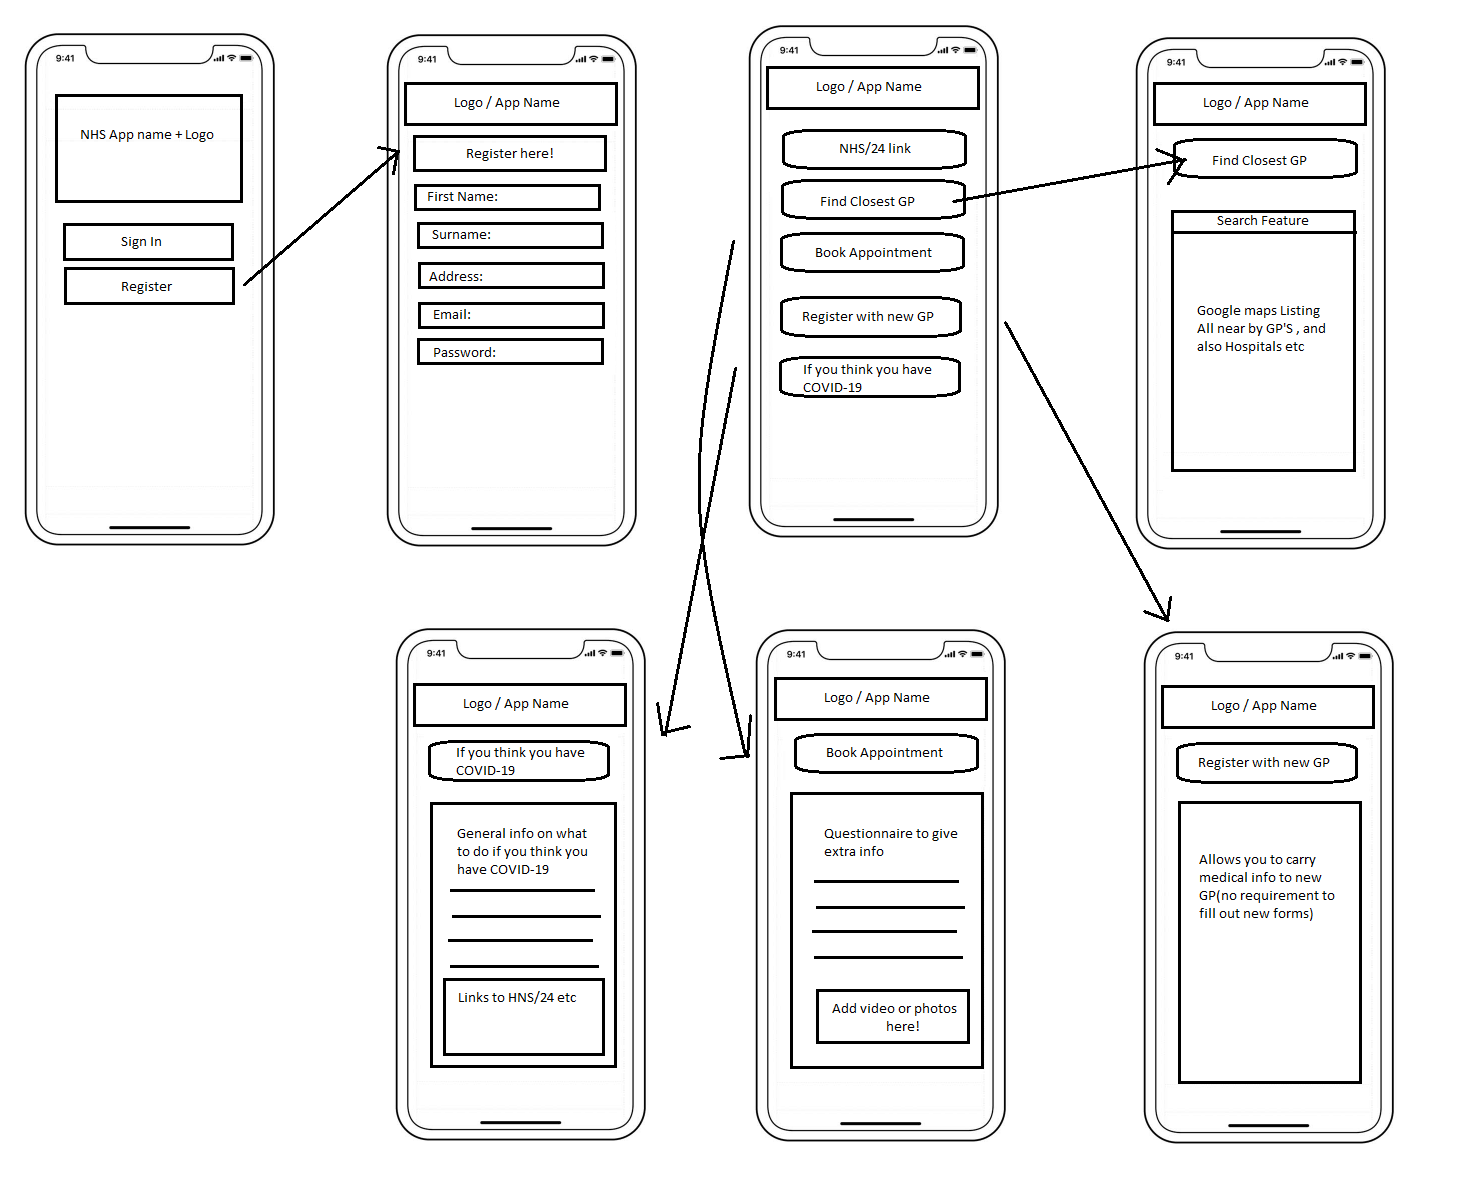 9:41
NHS App name + Logo
Sign In
Register
9:41
Logo / App Name
Register here!
First Name:
Surname:
Address:
Email:
Password:
9:41
Logo / App Name
NHS/24 link
Find Closest GP
Book Appointment
Register with new GP
If you think you have
COVID-19
9:41
Logo / App Name
Find Closest GP
Search Feature
Google maps Listing
All near by GP'S , and
also Hospitals etc
9:41
Logo / App Name
If you think you have
COVID-19
General info on what
to do if you think you
have COVID-19
Links to HNS/24 etc
9:41
Logo / App Name
Book Appointment
Questionnaire to give
extra info
Add video or photos
here!
9:41
Logo / App Name
Register with new GP
Allows you to carry
medical info to new
GP(no requirement to
fill out new forms)